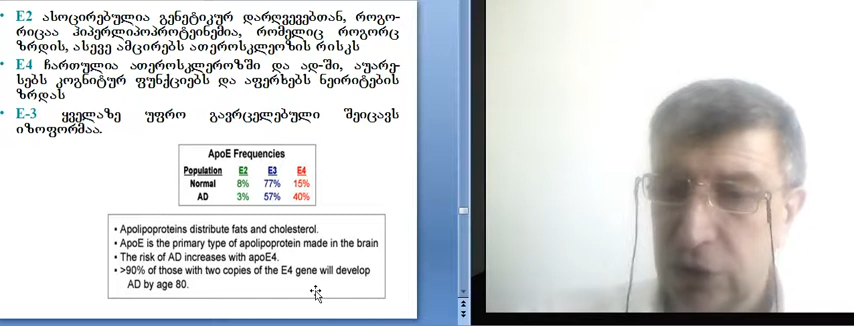 • E2 ასოცირებულია გენეტიკურ დარღვევებთან, როგო-
რიცაა ჰიპერლიპოპროტეინემია, რომელიც როგორც
ზრდის, ასევე ამცირებს ათეროსკლეოზის რისკს
• E4 ჩართულია ათეროსკლეროზში და ად-ში, აუარე-
სებს კოგნიტურ ფუნქციებს და აფერხებს ნეირიტების
ზრდას
• E-3 ყველაზე უფრო გავრცელებული შეიცავს
იზოფორმაა.
ApoE Frequencies
Population E2 E3 E4
Normal 8% 77% 15%
AD 3% 57% 40%
• Apolipoproteins distribute fats and cholesterol.
• ApoE is the primary type of apolipoprotein made in the brain
• The risk of AD increases with apoE4.
• >90% of those with two copies of the E4 gene will develop
AD by age 80.